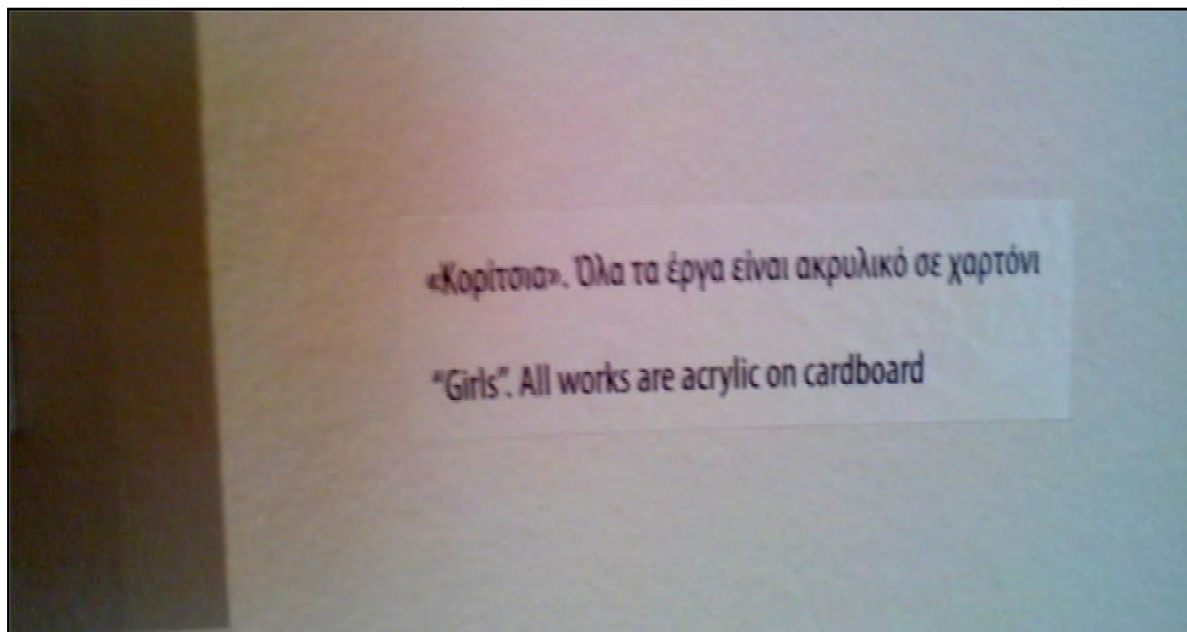 «Κορίτσια». Όλα τα έργα είναι ακρυλικό σε χαρτόνι
“Girls”. All works are acrylic on cardboard